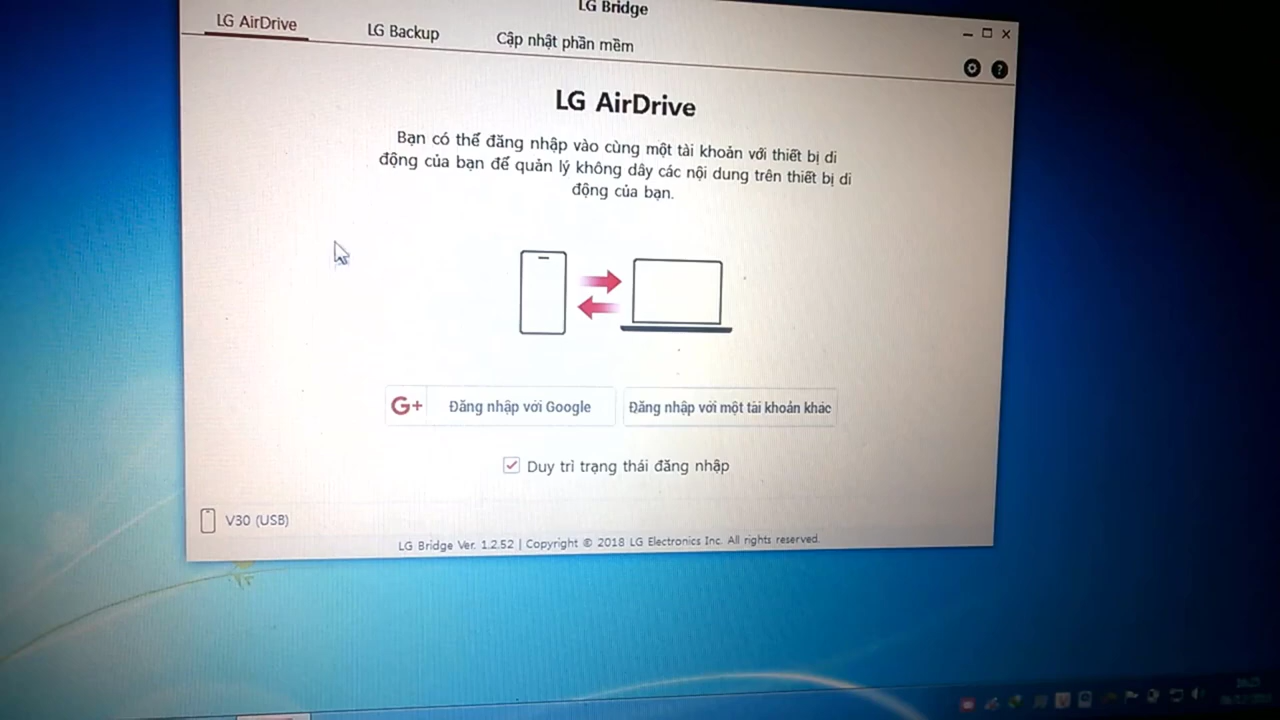 LG Bridge
LG AirDrive
LG Backup
Cập nhật phần mềm
LG AirDrive
Bạn có thể đăng nhập vào cùng một tài khoản với thiết bị di
động của bạn để quản lý không dây các nội dung trên thiết bị di
động của bạn.
G+ Đăng nhập với Google
Đăng nhập với một tài khoản khác
Duy trì trạng thái đăng nhập
V30 (USB)
LG Bridge Ver. 1.2.52 | Copyright © 2018 LG Electronics Inc. All rights reserved.